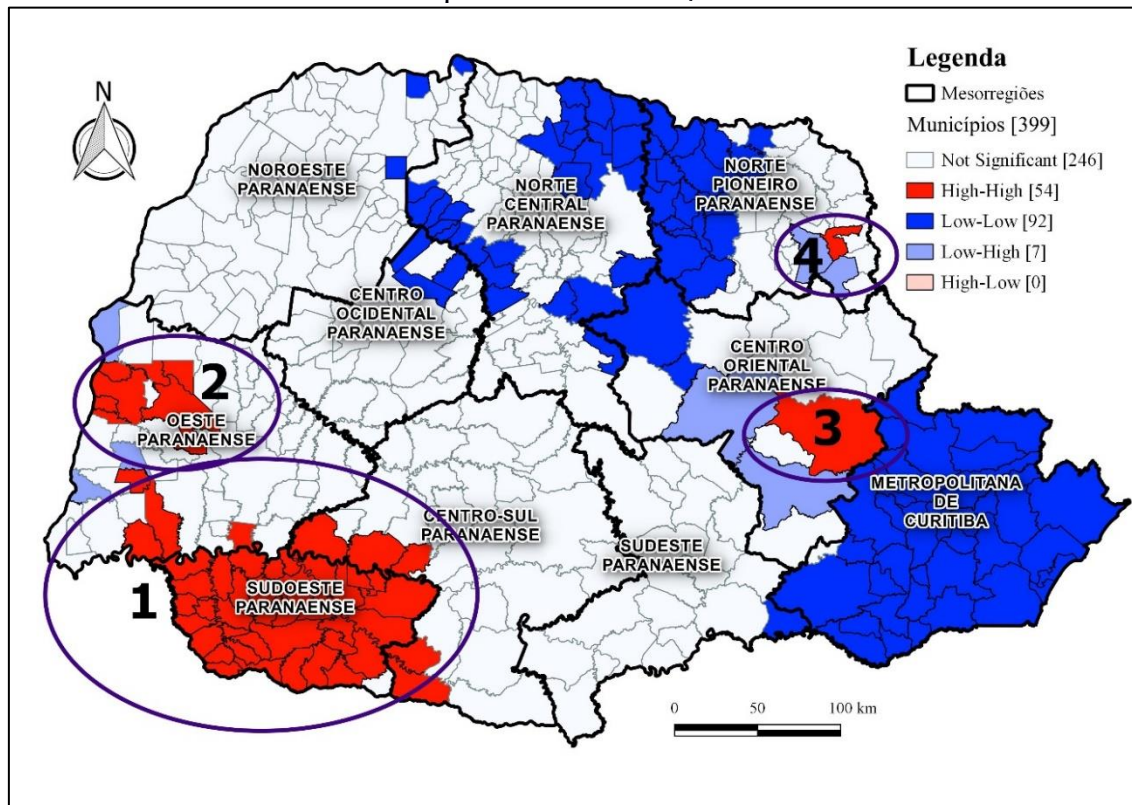 N
Legenda
Mesorregiões
Municípios [399]
Not Significant [246]
High-High [54]
Low-Low [92]
Low-High [7]
High-Low [0]
NOROESTE
PARANAENSE
NORTE
CENTRAL
PARANAENSE
NORTE
PIONEIRO
PARANAENSE
4
CENTRO
OCIDENTAL
PARANAENSE
CENTRO
ORIENTAL
PARANAENSE
2
OESTE
PARANAENSE
3
METROPOLITANA
DE
CURITIBA
CENTRO-SUL
PARANAENSE
SUDESTE
PARANAENSE
1
SUDOESTE
PARANAENSE
0 50 100 km